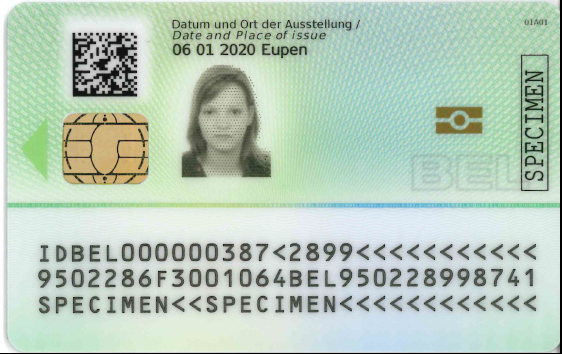 Datum und Ort der Ausstellung /
Date and Place of issue
06 01 2020 Eupen
01A01
SPECIMEN
BEL
IDBEL000000387<2899<<<<<<<<<<<
9502286F3001064BEL950228998741
SPECIMEN<<SPECIMEN<<<<<<<<<<<<